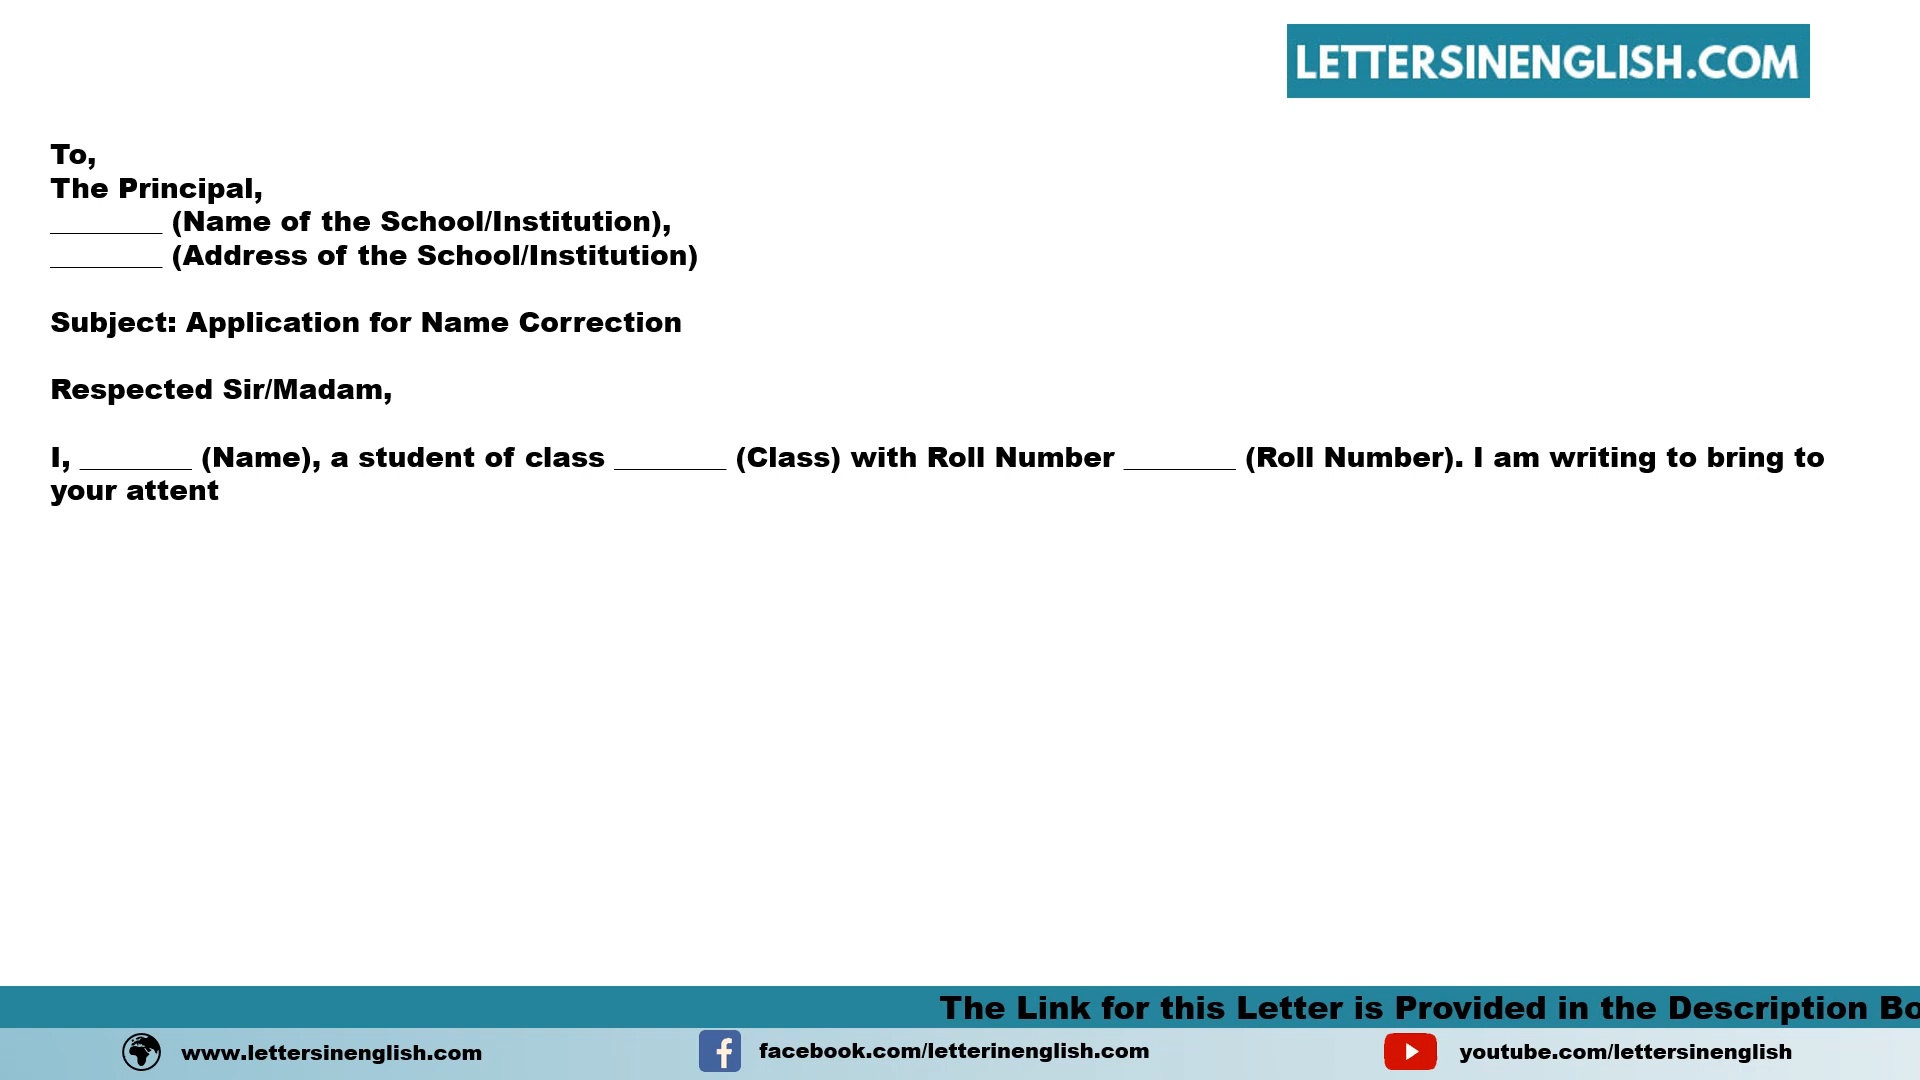 LETTERSINENGLISH.COM
To,
The Principal,
________ (Name of the School/Institution),
________ (Address of the School/Institution)
Subject: Application for Name Correction
Respected Sir/Madam,
I, ________ (Name), a student of class ________ (Class) with Roll Number ________ (Roll Number). I am writing to bring to
your attent
The Link for this Letter is Provided in the Description Bo
www.lettersinenglish.com
facebook.com/letterinenglish.com
youtube.com/lettersinenglish